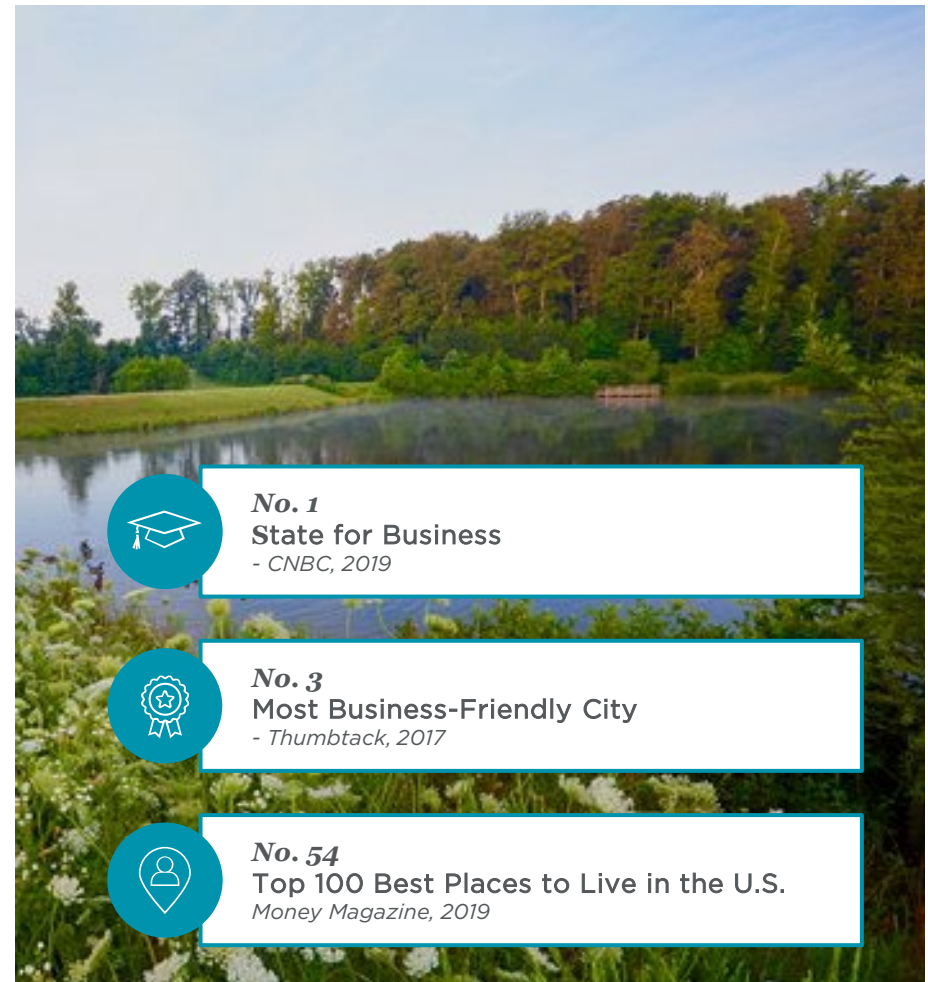 No. 1
State for Business
- CNBC, 2019
No. 3
Most Business-Friendly City
- Thumbtack, 2017
No. 54
Top 100 Best Places to Live in the U.S.
Money Magazine, 2019